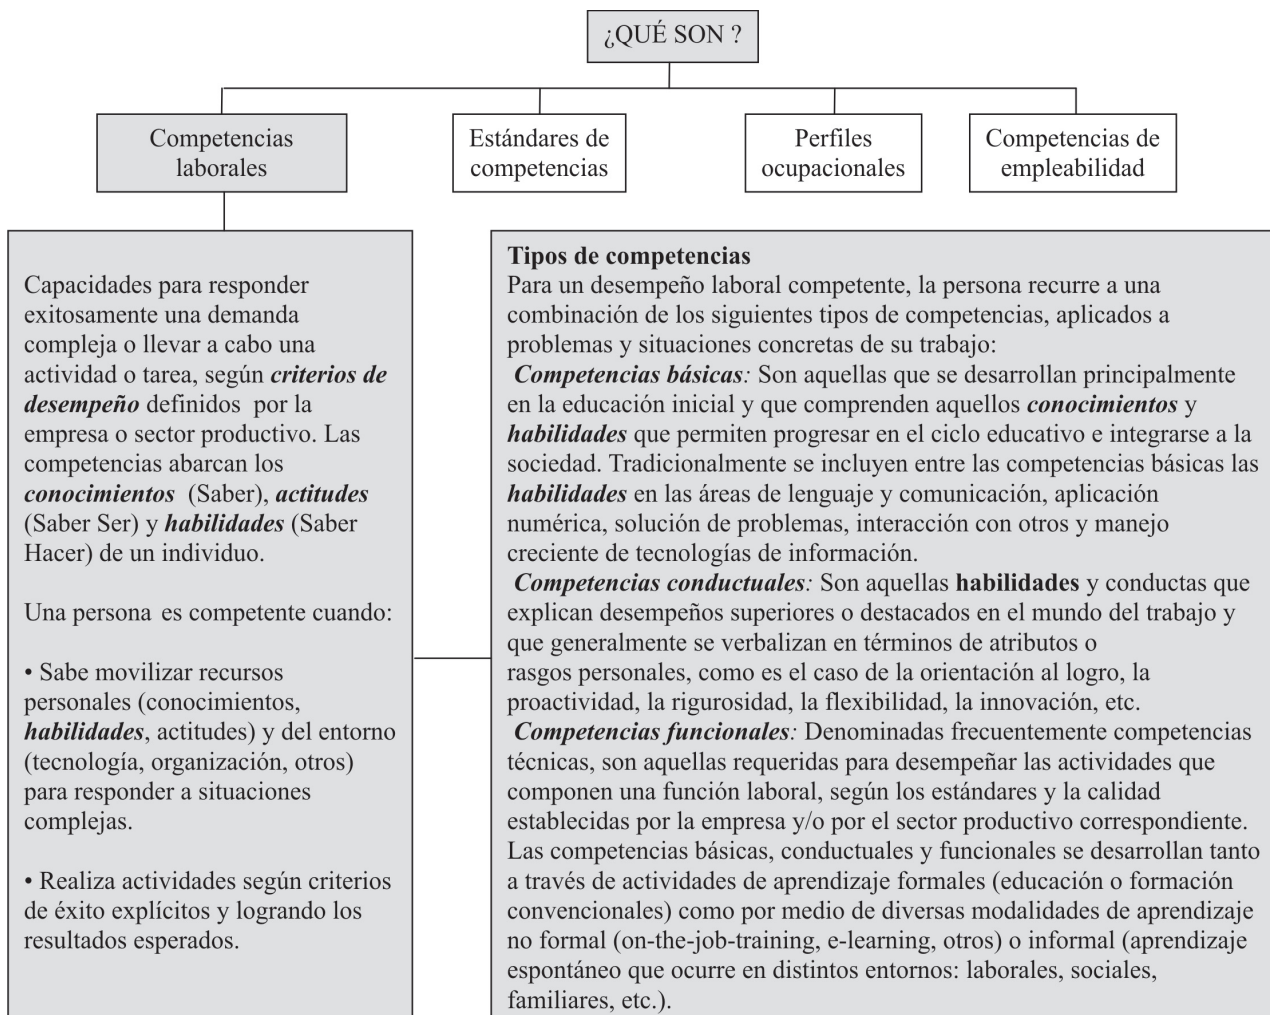 ¿QUÉ SON ?
Competencias
laborales
Estándares de
competencias
Perfiles
ocupacionales
Competencias de
empleabilidad
Capacidades para responder
exitosamente una demanda
compleja o llevar a cabo una
actividad o tarea, según criterios de
desempeño definidos por la
empresa o sector productivo. Las
competencias abarcan los
conocimientos (Saber), actitudes
(Saber Ser) y habilidades (Saber
Hacer) de un individuo.
Una persona es competente cuando:
• Sabe movilizar recursos
personales (conocimientos,
habilidades, actitudes) y del entorno
(tecnología, organización, otros)
para responder a situaciones
complejas.
• Realiza actividades según criterios
de éxito explícitos y logrando los
resultados esperados.
Tipos de competencias
Para un desempeño laboral competente, la persona recurre a una
combinación de los siguientes tipos de competencias, aplicados a
problemas y situaciones concretas de su trabajo:
Competencias básicas: Son aquellas que se desarrollan principalmente
en la educación inicial y que comprenden aquellos conocimientos y
habilidades que permiten progresar en el ciclo educativo e integrarse a la
sociedad. Tradicionalmente se incluyen entre las competencias básicas las
habilidades en las áreas de lenguaje y comunicación, aplicación
numérica, solución de problemas, interacción con otros y manejo
creciente de tecnologías de información.
Competencias conductuales: Son aquellas habilidades y conductas que
explican desempeños superiores o destacados en el mundo del trabajo y
que generalmente se verbalizan en términos de atributos o
rasgos personales, como es el caso de la orientación al logro, la
proactividad, la rigurosidad, la flexibilidad, la innovación, etc.
Competencias funcionales: Denominadas frecuentemente competencias
técnicas, son aquellas requeridas para desempeñar las actividades que
componen una función laboral, según los estándares y la calidad
establecidas por la empresa y/o por el sector productivo correspondiente.
Las competencias básicas, conductuales y funcionales se desarrollan tanto
a través de actividades de aprendizaje formales (educación o formación
convencionales) como por medio de diversas modalidades de aprendizaje
no formal (on-the-job-training, e-learning, otros) o informal (aprendizaje
espontáneo que ocurre en distintos entornos: laborales, sociales,
familiares, etc.).